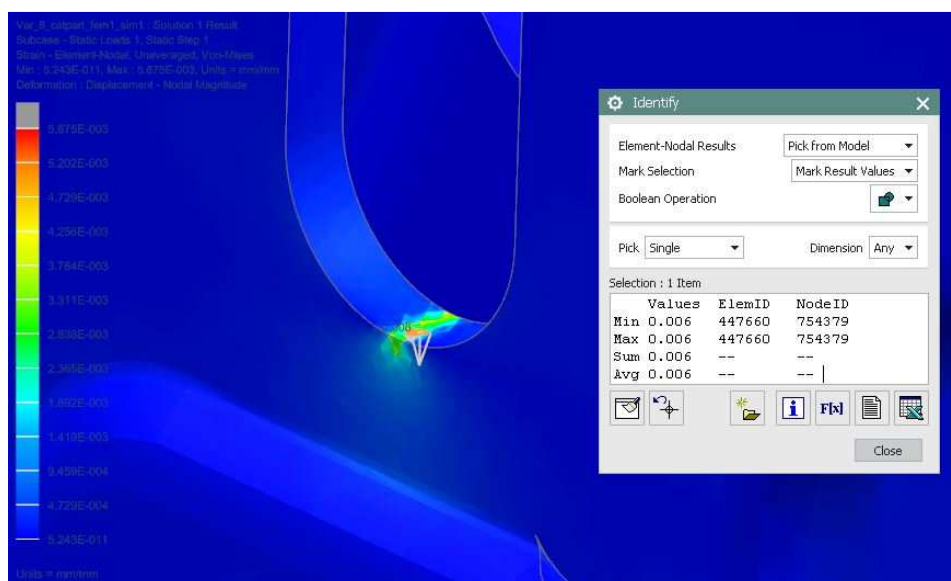 Var_8_catpart_fem1_sim1 : Solution 1 Result
Subcase - Static Loads 1, Static Step 1
Strain - Element-Nodal, Unaveraged, Von-Mises
Min : 5.243E-011, Max : 5.675E-003, Units = mm/mm
Deformation : Displacement - Nodal Magnitude
5.675E-003
5.202E-003
4.729E-003
4.256E-003
3.784E-003
3.311E-003
2.838E-003
2.365E-003
1.892E-003
1.419E-003
9.459E-004
4.729E-004
5.243E-011
Units = mm/mm
Identify
Element-Nodal Results Pick from Model
Mark Selection Mark Result Values
Boolean Operation
Pick Single Dimension Any
Selection : 1 Item
Values ElemID NodeID
Min 0.006 447660 754379
Max 0.006 447660 754379
Sum 0.006 -- --
Avg 0.006 -- --
F[x]
Close